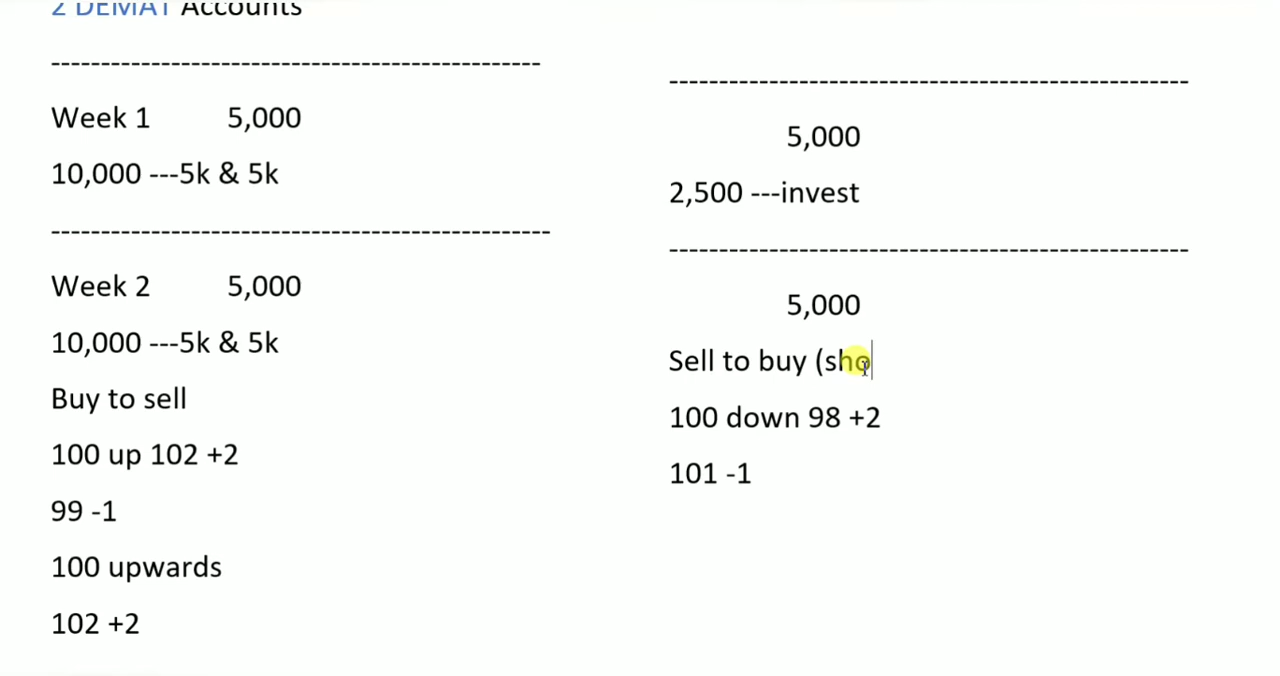 2 DEMAT Accounts
-------------------------------------------------
Week 1 5,000
10,000 ---5k & 5k
--------------------------------------------------
Week 2 5,000
10,000 ---5k & 5k
Buy to sell
100 up 102 +2
99 -1
100 upwards
102 +2
----------------------------------------------------
5,000
2,500 ---invest
----------------------------------------------------
5,000
Sell to buy (sho
100 down 98 +2
101 -1